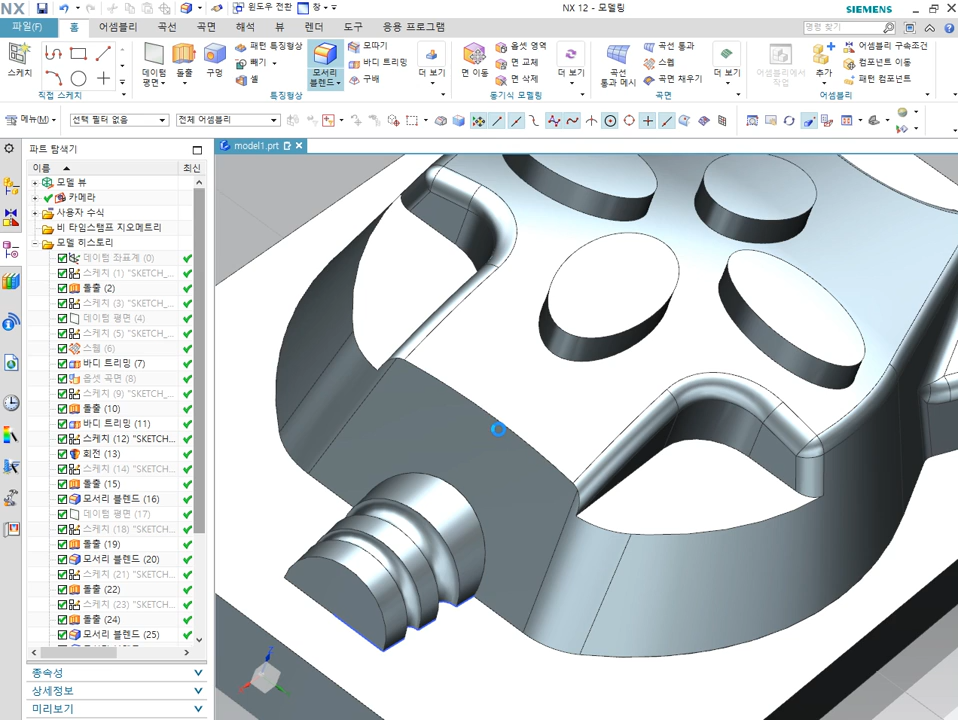 NX
윈도우 전환
창
NX 12 - 모델링
SIEMENS
파일(F)
홈
어셈블리
곡선
곡면
해석
뷰
렌더
도구
응용 프로그램
명령 찾기
스케치
직접 스케치
데이텀 평면
돌출
구멍
패턴 특징형상
빼기
셸
모서리 블렌드
모따기
바디 트리밍
구배
더 보기
특징형상
면 이동
옵셋 영역
면 교체
면 삭제
더 보기
동기식 모델링
곡선 통과 메시
곡선 통과
스웹
곡면 채우기
더 보기
곡면
어셈블리에서 작업
추가
어셈블리 구속조건
컴포넌트 이동
패턴 컴포넌트
어셈블리
메뉴(M)
선택 필터 없음
전체 어셈블리
파트 탐색기
model1.prt
이름
최신
모델 뷰
카메라
사용자 수식
비 타임스탬프 지오메트리
모델 히스토리
데이텀 좌표계 (0)
스케치 (1) "SKETCH_...
돌출 (2)
스케치 (3) "SKETCH_...
데이텀 평면 (4)
스케치 (5) "SKETCH_...
스웹 (6)
바디 트리밍 (7)
옵셋 곡면 (8)
스케치 (9) "SKETCH_...
돌출 (10)
바디 트리밍 (11)
스케치 (12) "SKETCH...
회전 (13)
스케치 (14) "SKETCH...
돌출 (15)
모서리 블렌드 (16)
데이텀 평면 (17)
스케치 (18) "SKETCH...
돌출 (19)
모서리 블렌드 (20)
스케치 (21) "SKETCH...
돌출 (22)
스케치 (23) "SKETCH...
돌출 (24)
모서리 블렌드 (25)
종속성
상세정보
미리보기